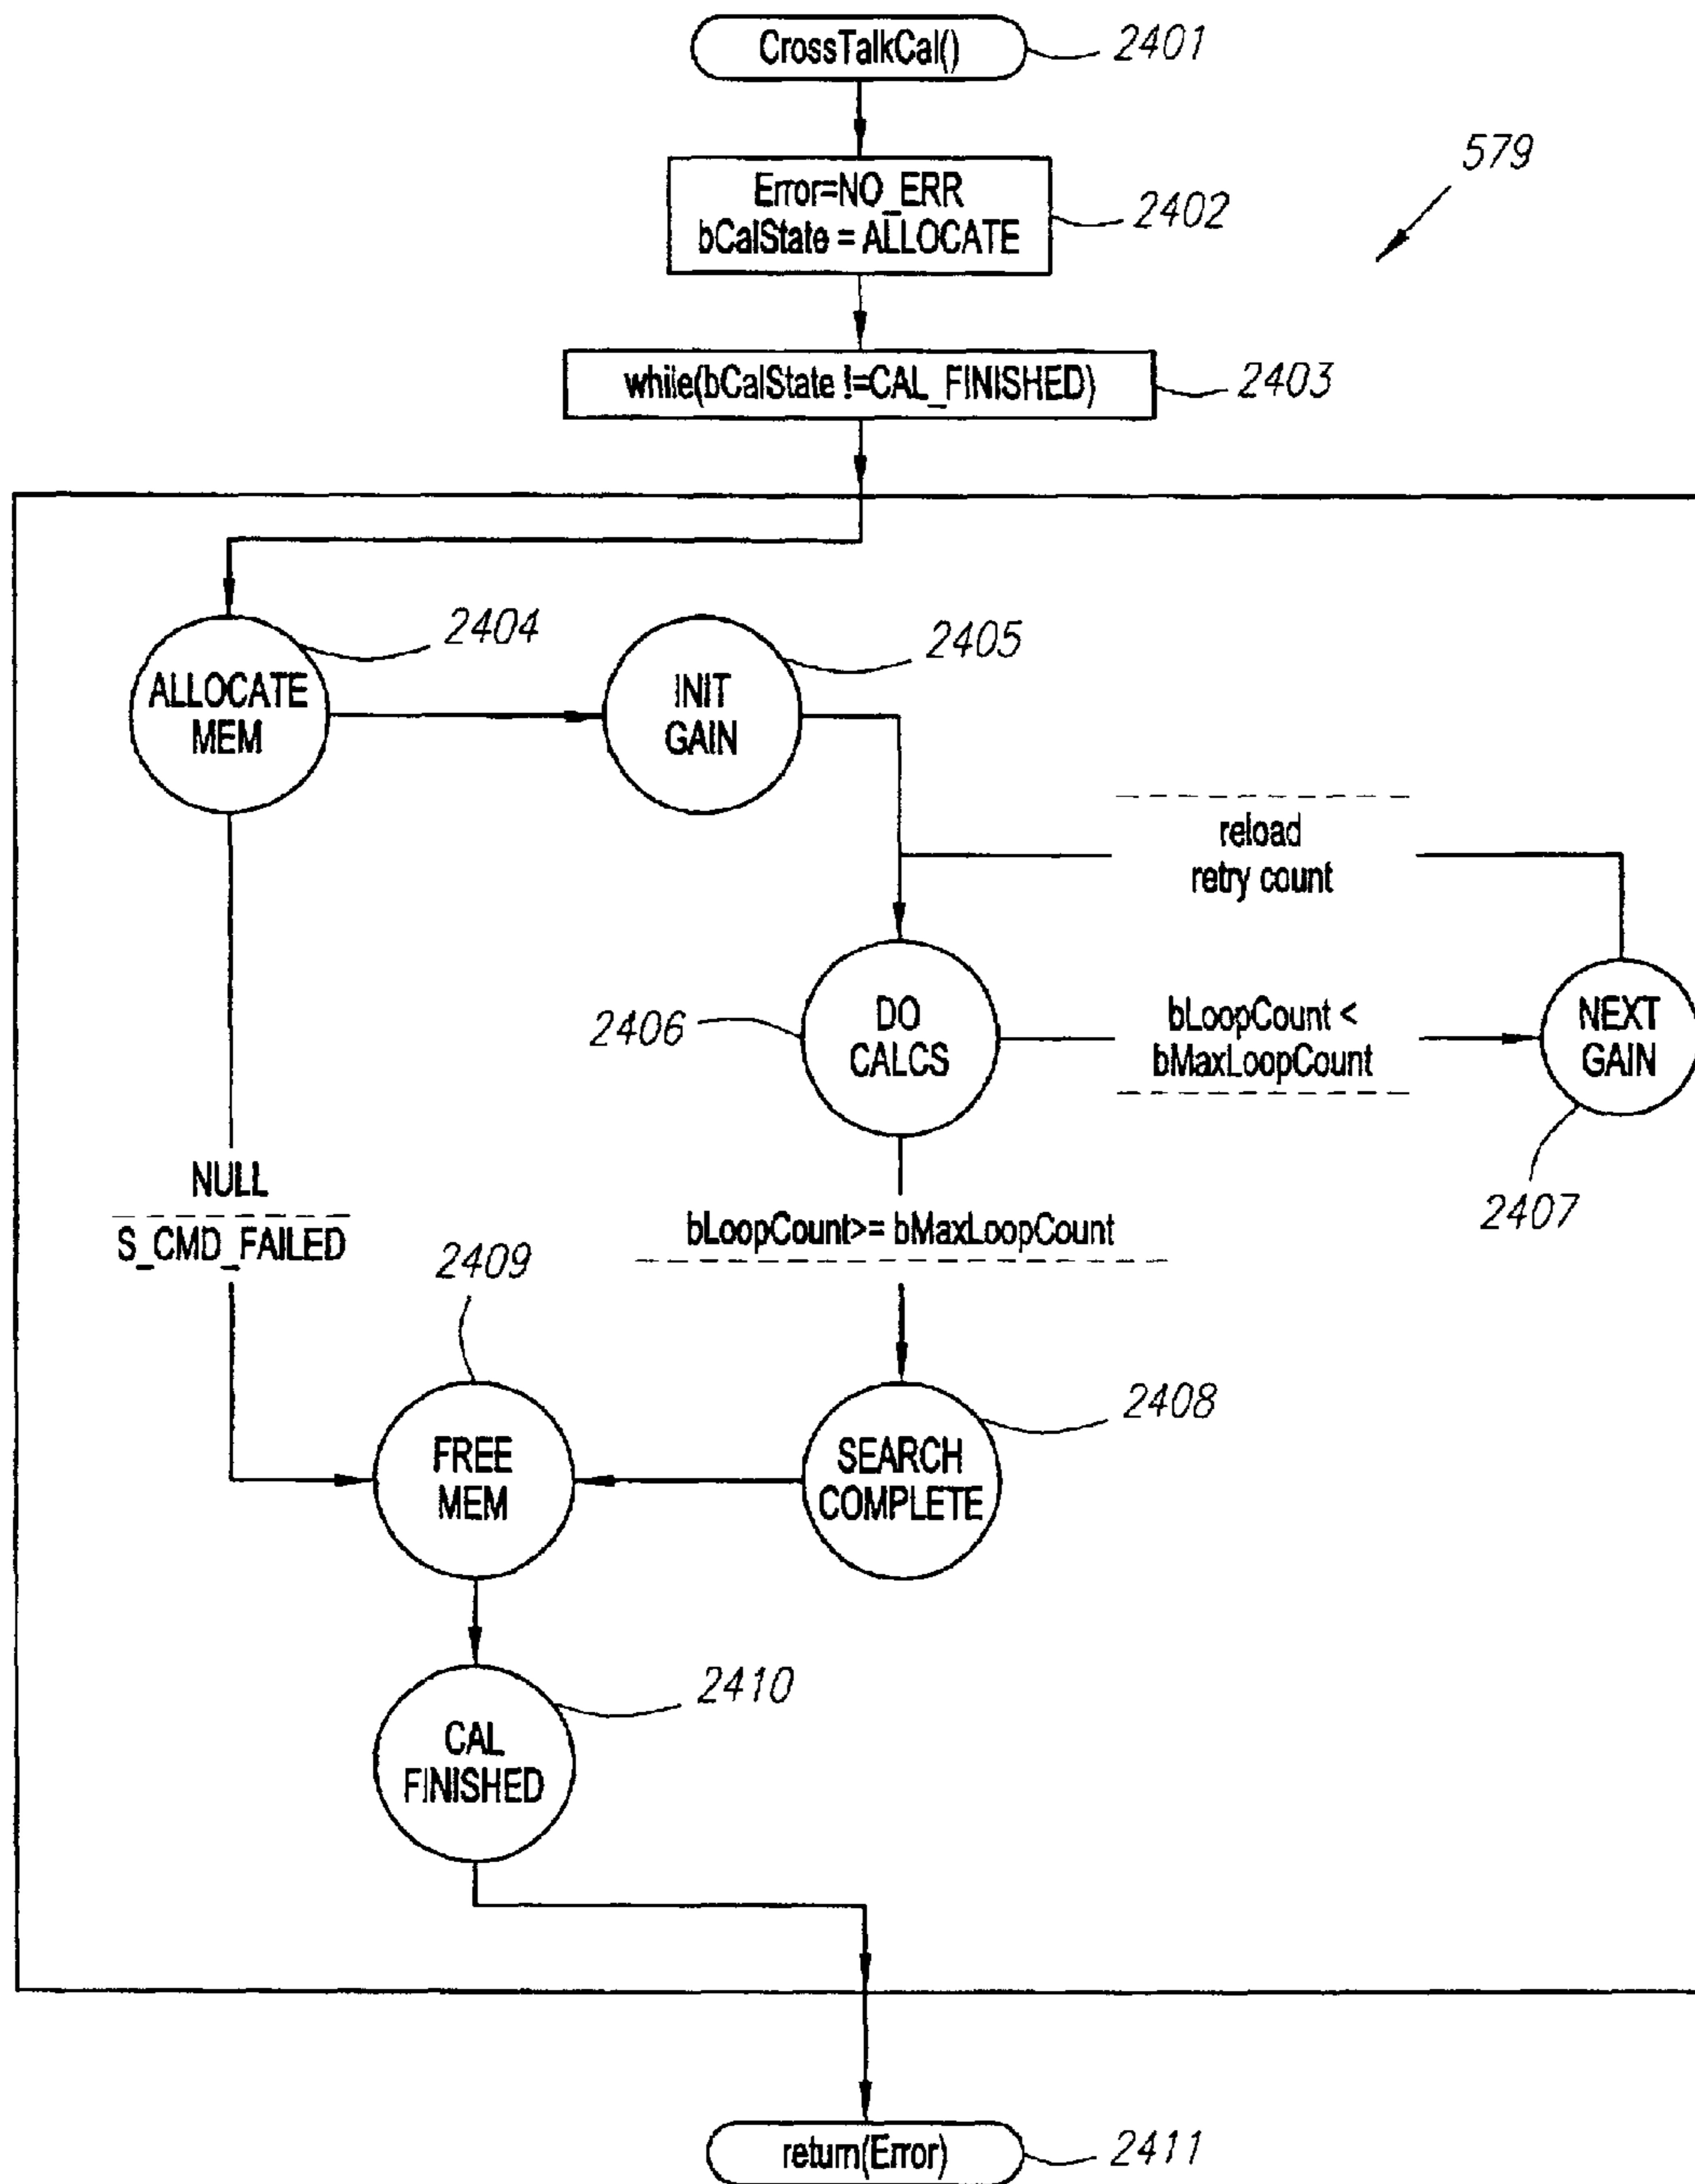 CrossTalkCal()
2401
579
Error=NO_ERR
bCalState = ALLOCATE
2402
while(bCalState !=CAL_FINISHED)
2403
2404
2405
ALLOCATE
MEM
INIT
GAIN
reload
retry count
2406
DO
CALCS
bLoopCount <
bMaxLoopCount
NEXT
GAIN
2407
NULL
S_CMD_FAILED
bLoopCount>= bMaxLoopCount
2409
2408
FREE
MEM
SEARCH
COMPLETE
2410
CAL
FINISHED
return(Error)
2411